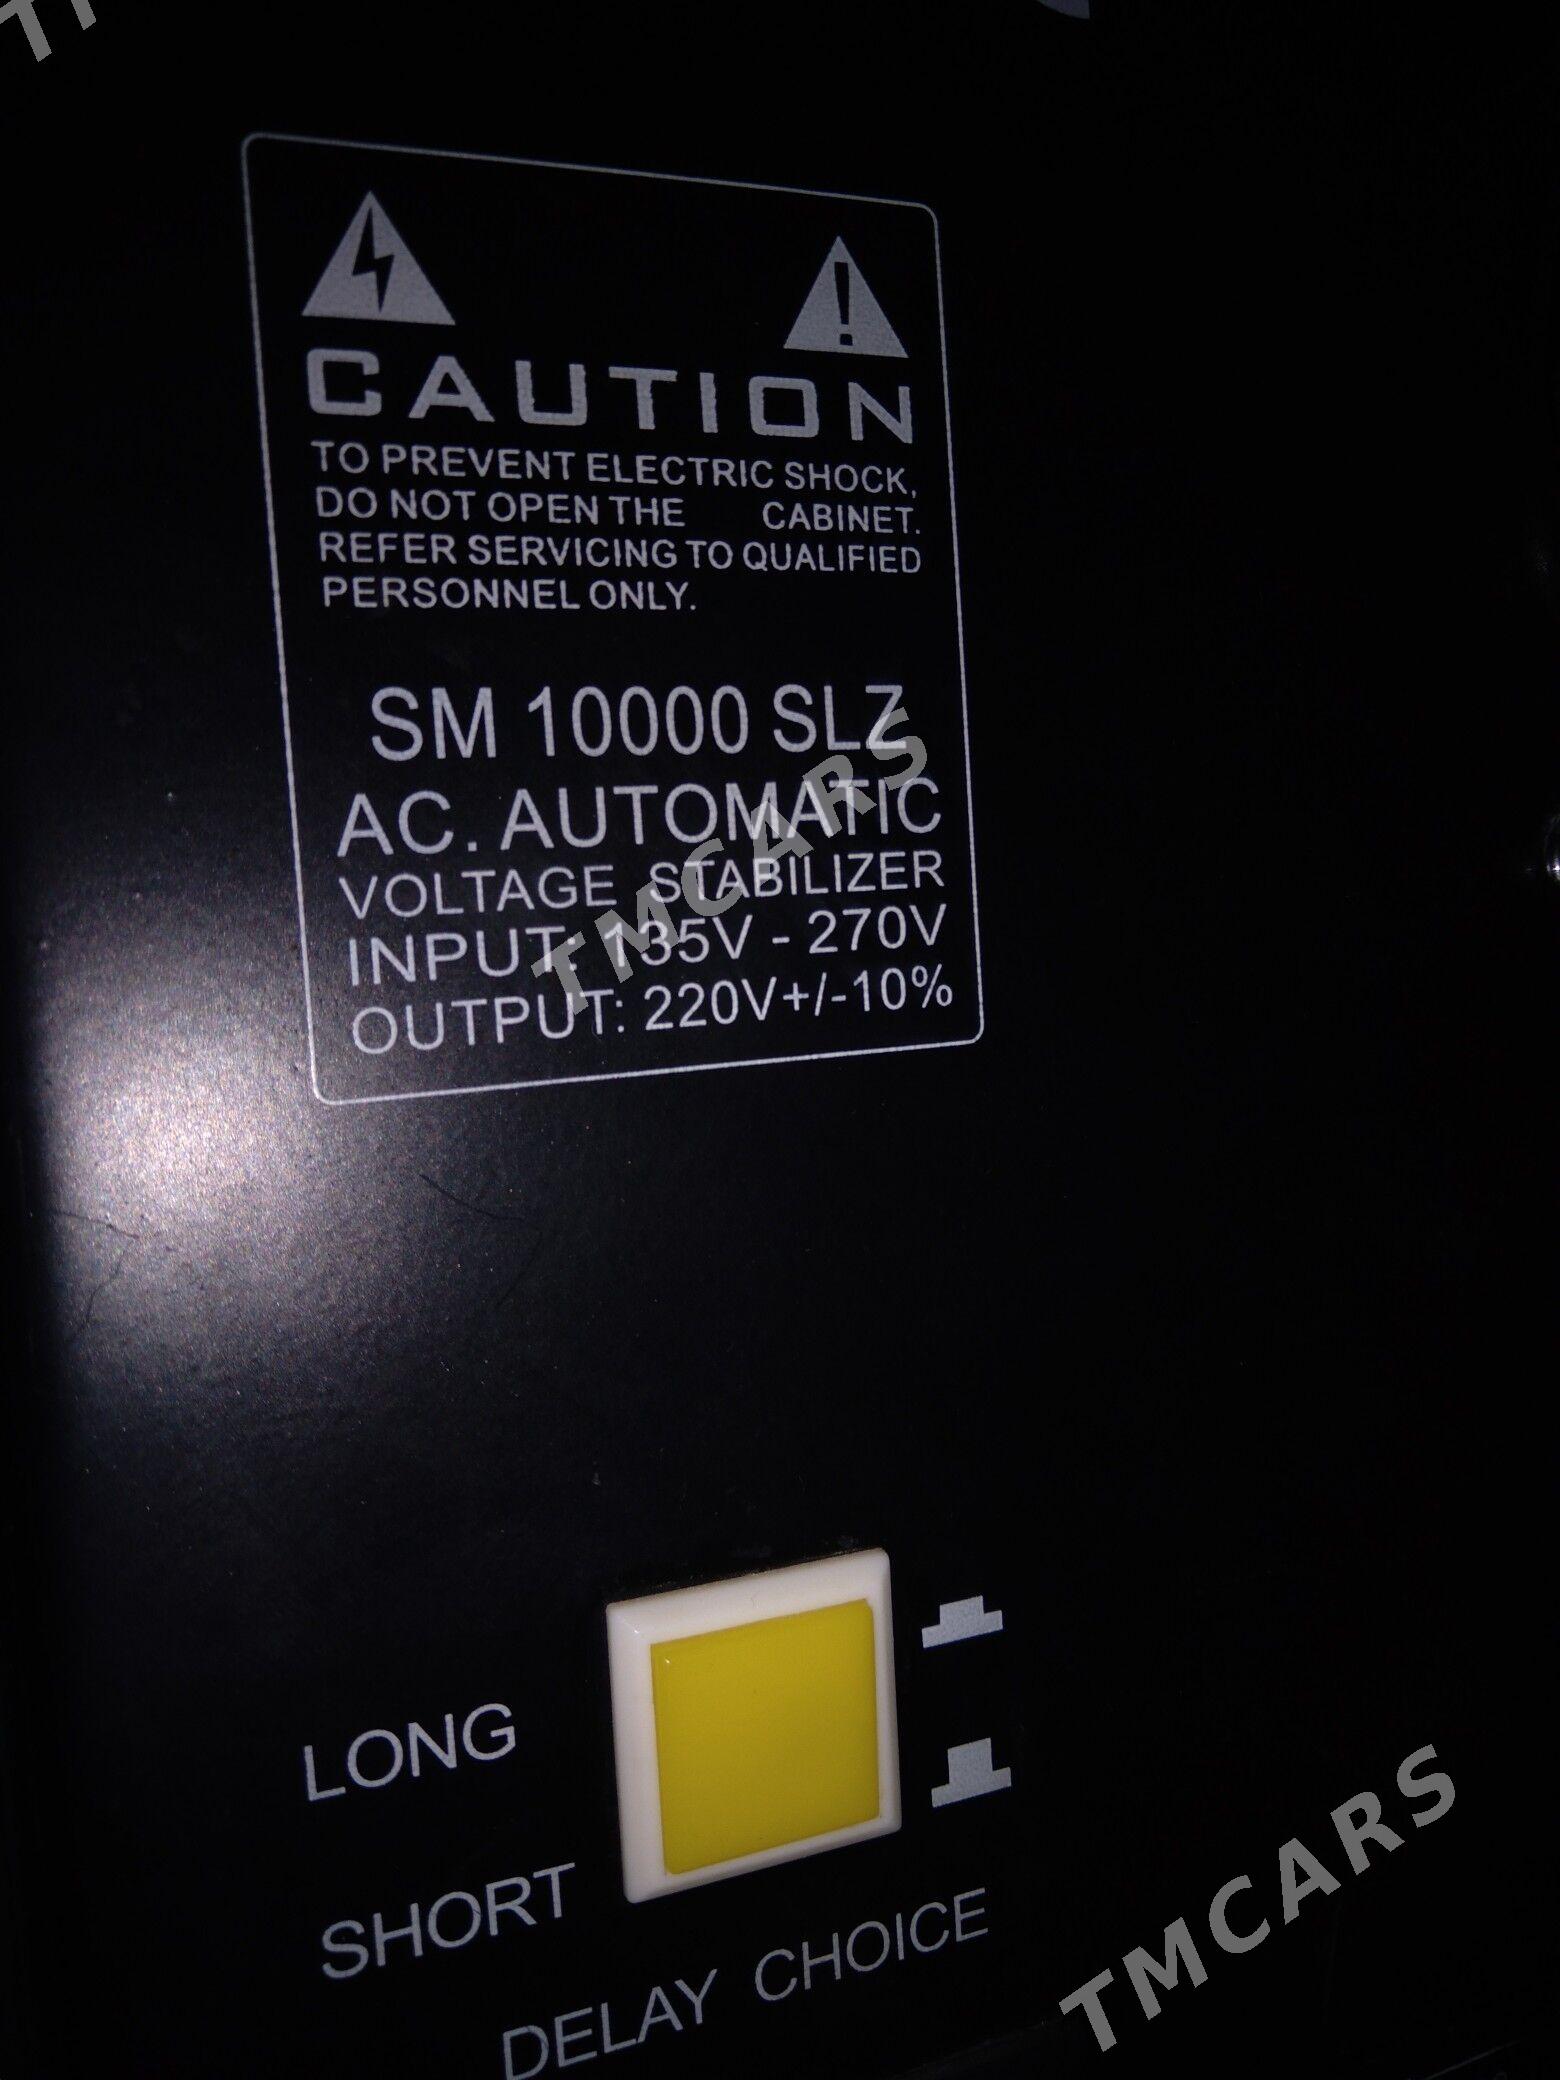 CAUTION
TO PREVENT ELECTRIC SHOCK,
DO NOT OPEN THE CABINET.
REFER SERVICING TO QUALIFIED
PERSONNEL ONLY.
SM 10000 SLZ
AC. AUTOMATIC
VOLTAGE STABILIZER
INPUT: 135V - 270V
OUTPUT: 220V+/-10%
TMCARS
LONG
SHORT
DELAY CHOICE
TMCARS